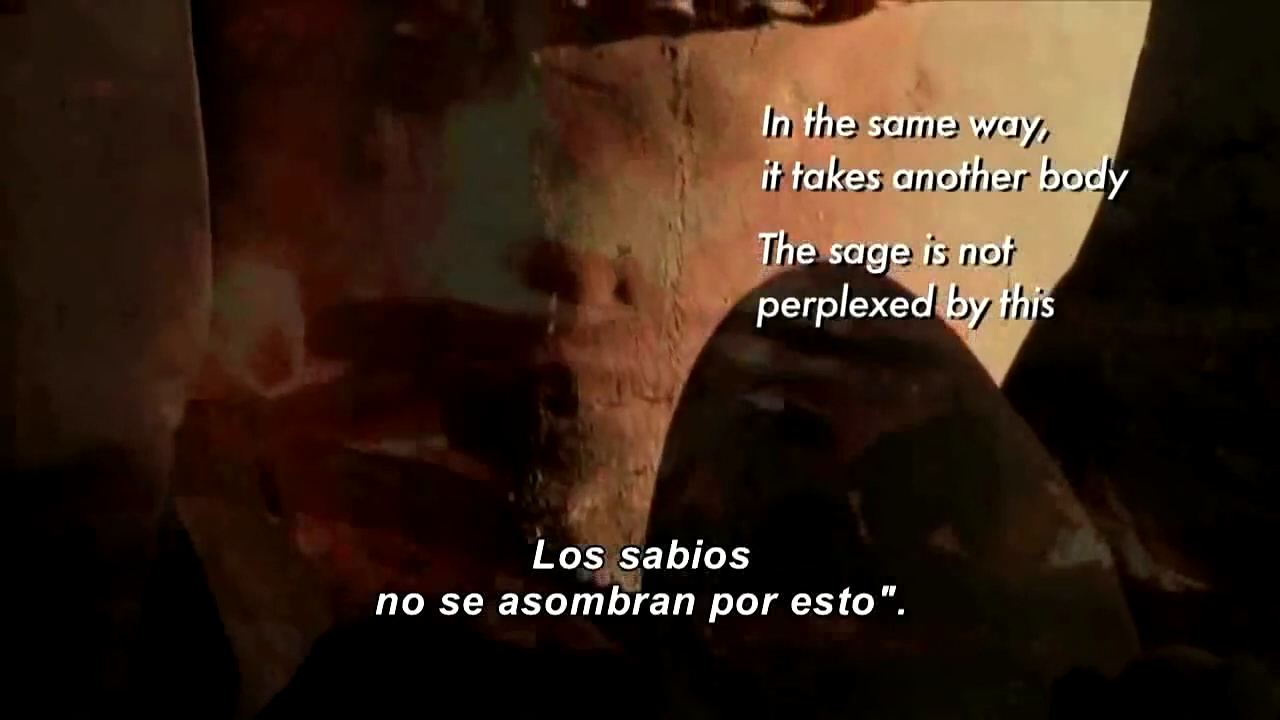 In the same way,
it takes another body
The sage is not
perplexed by this
Los sabios
no se asombran por esto".